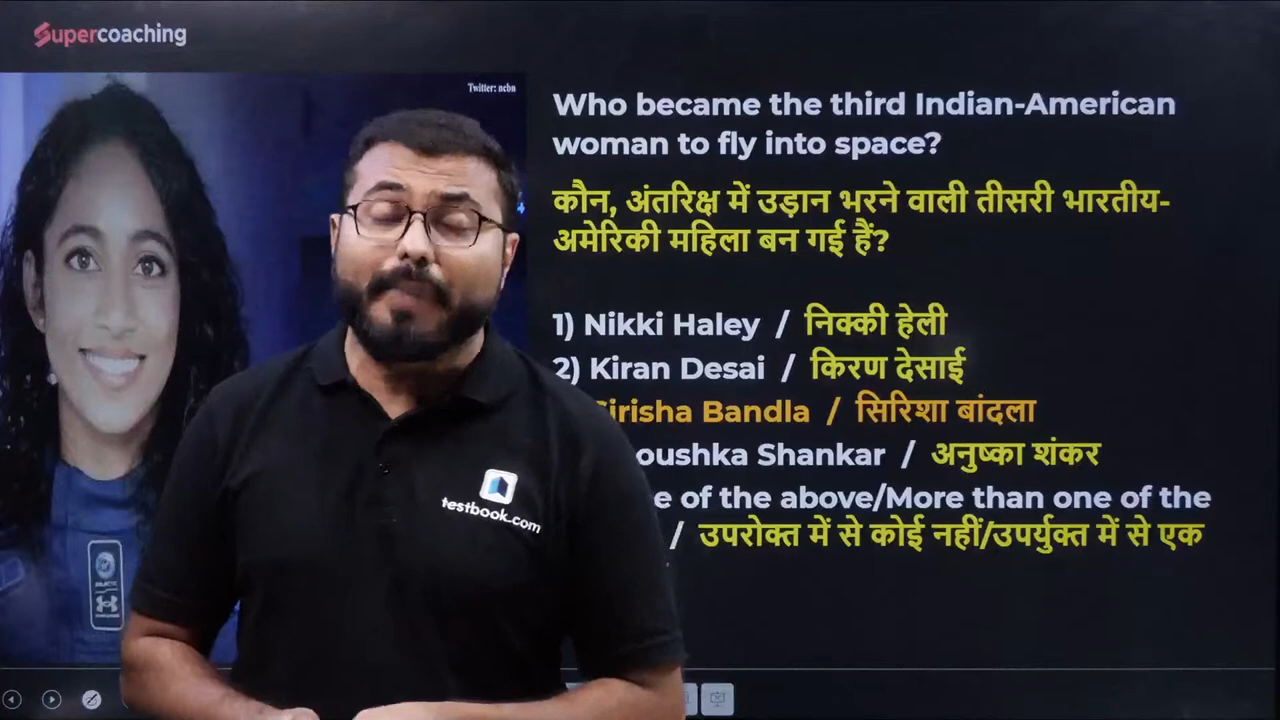 Supercoaching
Twitter: ncbn
Who became the third Indian-American
woman to fly into space?
कौन, अंतरिक्ष में उड़ान भरने वाली तीसरी भारतीय-
अमेरिकी महिला बन गई हैं?
1) Nikki Haley / निक्की हेली
2) Kiran Desai / किरण देसाई
irisha Bandla / सिरिशा बांदला
oushka Shankar / अनुष्का शंकर
e of the above/More than one of the
/ उपरोक्त में से कोई नहीं/उपर्युक्त में से एक
testbook.com